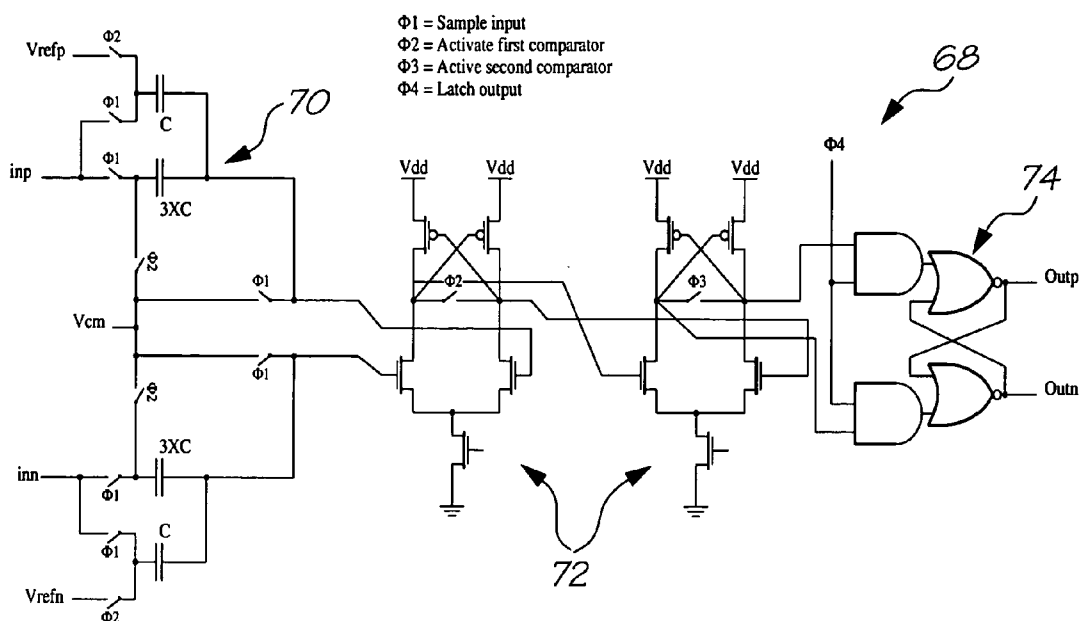 Φ1 = Sample input
Φ2 = Activate first comparator
Φ3 = Active second comparator
Φ4 = Latch output
Φ2
Vrefp
68
70
Φ1
C
Φ4
Φ1
inp
3XC
Vdd
Vdd
Vdd
Vdd
74
Φ2
Φ1
Φ2
Φ3
Outp
Vcm
Φ1
Φ2
Outn
3XC
inn
Φ1
C
Φ1
72
Vrefn
Φ2